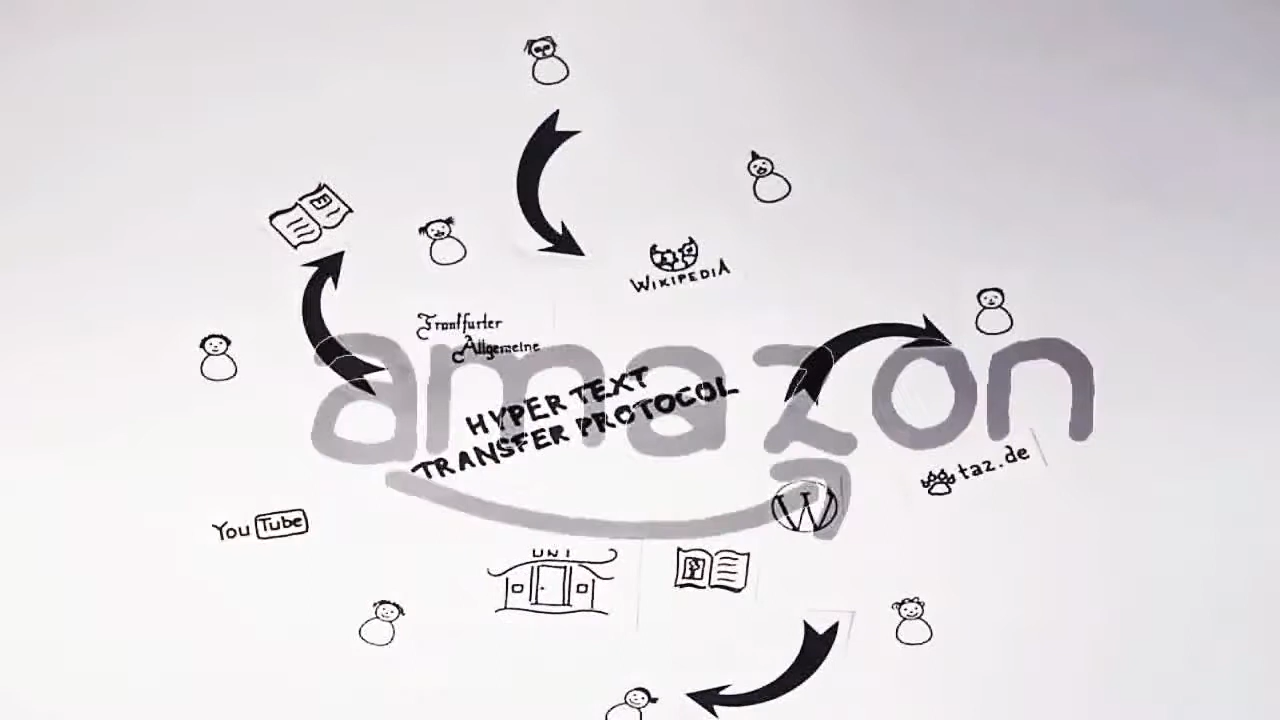 WIKIPEDIA
Frankfurter
Allgemeine
amazon
HYPER TEXT
TRANSFER PROTOCOL
taz.de
W
YouTube
UNI